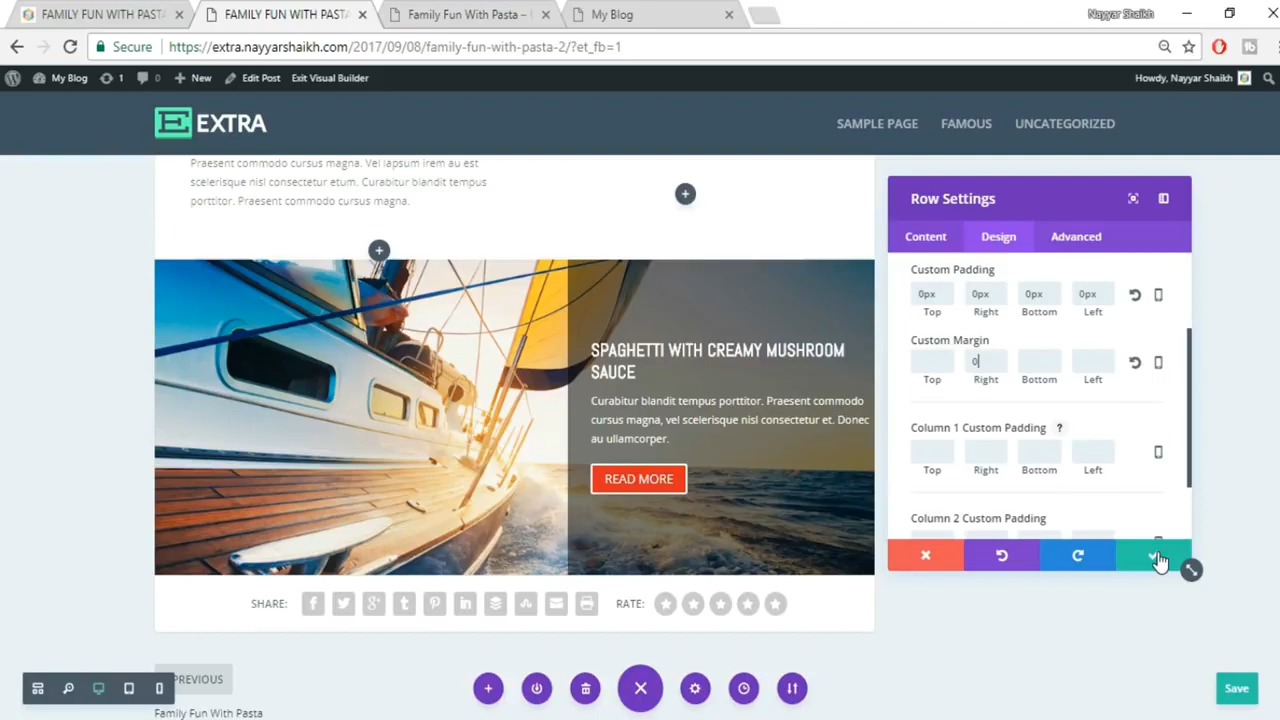 FAMILY FUN WITH PASTA
FAMILY FUN WITH PASTA
Family Fun With Pasta –
My Blog
Nayyar Shaikh
Secure
https://extra.nayyarshaikh.com/2017/09/08/family-fun-with-pasta-2/?et_fb=1
My Blog 1 New Edit Post Exit Visual Builder
Howdy, Nayyar Shaikh
EXTRA
SAMPLE PAGE FAMOUS UNCATEGORIZED
Praesent commodo cursus magna. Vel lapsum irem au est
scelerisque nisl consectetur etum. Curabitur blandit tempus
porttitor. Praesent commodo cursus magna.
SPAGHETTI WITH CREAMY MUSHROOM
SAUCE
Curabitur blandit tempus porttitor. Praesent commodo
cursus magna, vel scelerisque nisl consectetur et. Donec
au ullamcorper.
READ MORE
SHARE:
RATE:
PREVIOUS
Family Fun With Pasta
Row Settings
Content Design Advanced
Custom Padding
0px 0px 0px 0px
Top Right Bottom Left
Custom Margin
0
Top Right Bottom Left
Column 1 Custom Padding ?
Top Right Bottom Left
Column 2 Custom Padding
Save